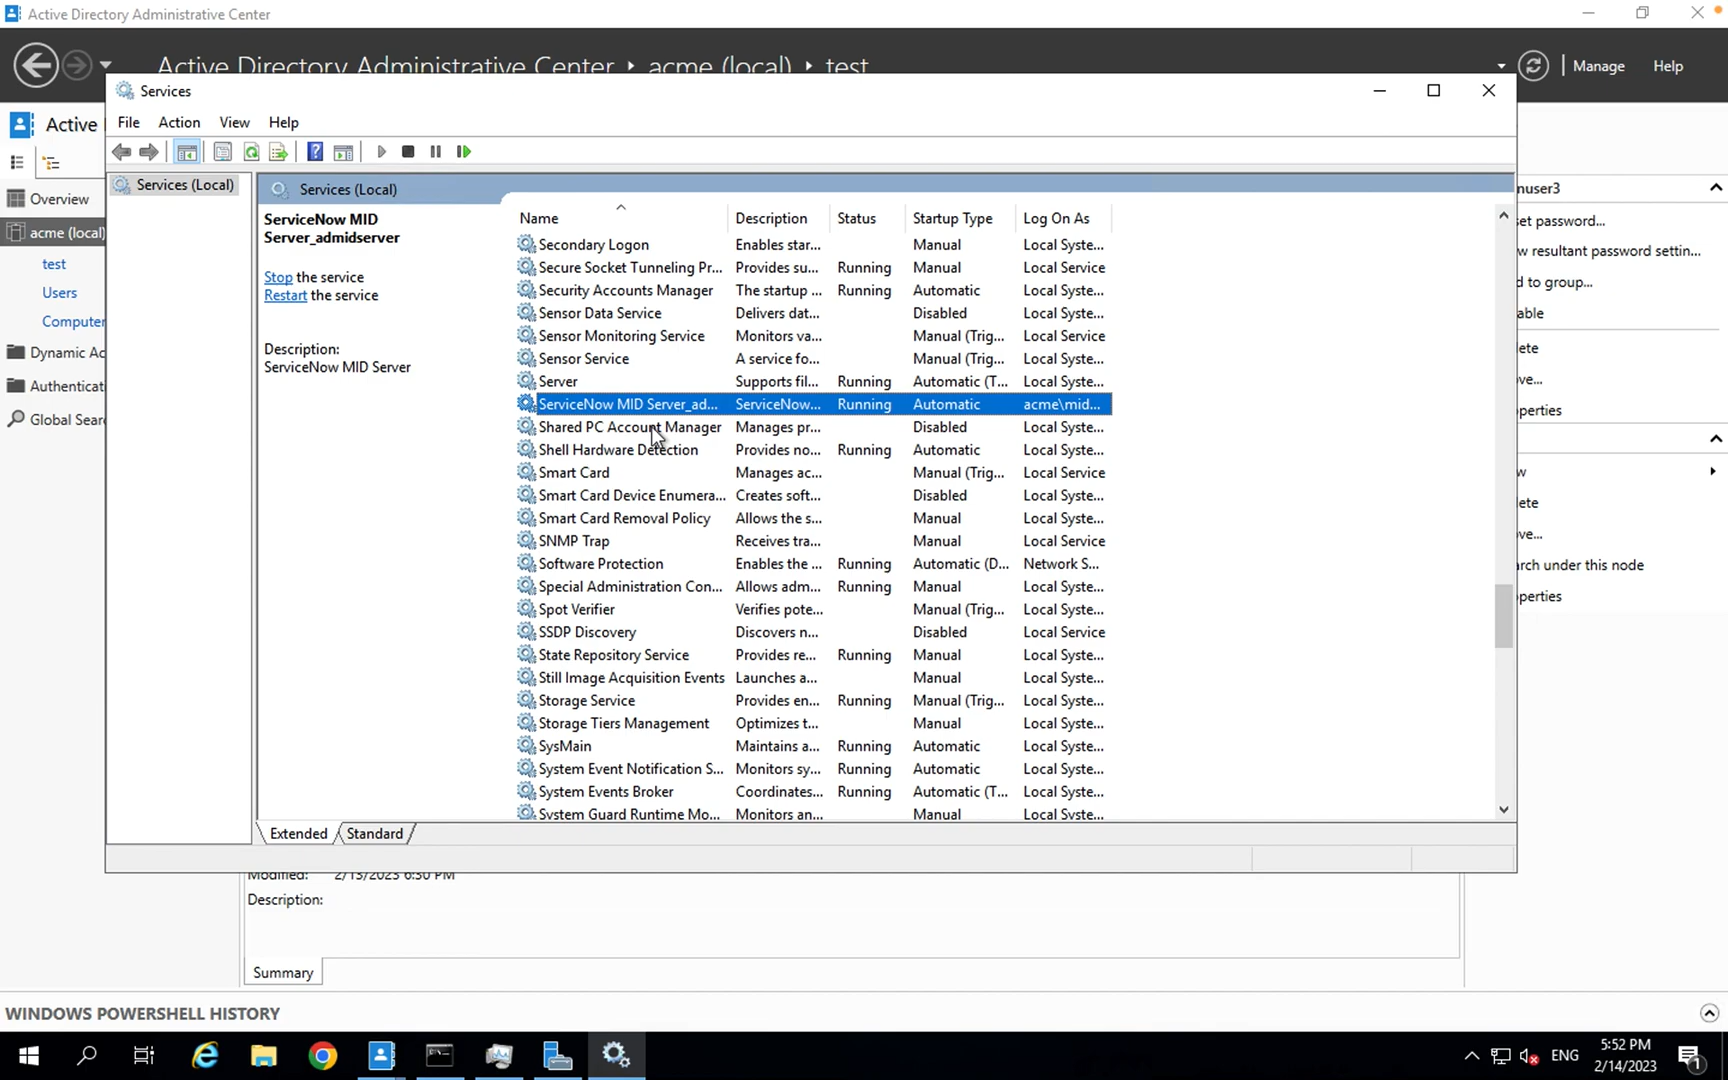 Active Directory Administrative Center
Active Directory Administrative Center ‣ acme (local) ‣ test
Manage Help
Services
File Action View Help
Active
Overview
acme (local)
test
Users
Computer
Dynamic Ac
Authenticat
Global Sear
Services (Local)
Services (Local)
ServiceNow MID
Server_admidserver
Stop the service
Restart the service
Description:
ServiceNow MID Server
Name Description Status Startup Type Log On As
Secondary Logon Enables star... Manual Local Syste...
Secure Socket Tunneling Pr... Provides su... Running Manual Local Service
Security Accounts Manager The startup ... Running Automatic Local Syste...
Sensor Data Service Delivers dat... Disabled Local Syste...
Sensor Monitoring Service Monitors va... Manual (Trig... Local Service
Sensor Service A service fo... Manual (Trig... Local Syste...
Server Supports fil... Running Automatic (T... Local Syste...
ServiceNow MID Server_ad... ServiceNow... Running Automatic acme\mid...
Shared PC Account Manager Manages pr... Disabled Local Syste...
Shell Hardware Detection Provides no... Running Automatic Local Syste...
Smart Card Manages ac... Manual (Trig... Local Service
Smart Card Device Enumera... Creates soft... Disabled Local Syste...
Smart Card Removal Policy Allows the s... Manual Local Syste...
SNMP Trap Receives tra... Manual Local Service
Software Protection Enables the ... Running Automatic (D... Network S...
Special Administration Con... Allows adm... Running Manual Local Syste...
Spot Verifier Verifies pote... Manual (Trig... Local Syste...
SSDP Discovery Discovers n... Disabled Local Service
State Repository Service Provides re... Running Manual Local Syste...
Still Image Acquisition Events Launches a... Manual Local Syste...
Storage Service Provides en... Running Manual (Trig... Local Syste...
Storage Tiers Management Optimizes t... Manual Local Syste...
SysMain Maintains a... Running Automatic Local Syste...
System Event Notification S... Monitors sy... Running Automatic Local Syste...
System Events Broker Coordinates... Running Automatic (T... Local Syste...
System Guard Runtime Mo... Monitors an... Manual Local Syste...
Extended Standard
nuser3
set password...
w resultant password settin...
d to group...
able
ete
ve...
perties
w
ete
ve...
rch under this node
perties
Modified: 2/13/2023 6:30 PM
Description:
Summary
WINDOWS POWERSHELL HISTORY
ENG
5:52 PM
2/14/2023
1